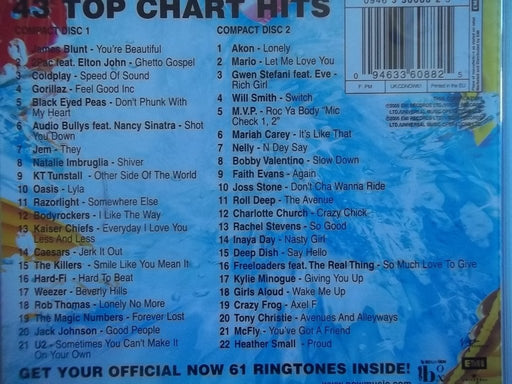 43 TOP CHART HITS
COMPACT DISC 1
1 James Blunt - You're Beautiful
2 2Pac feat. Elton John - Ghetto Gospel
3 Coldplay - Speed Of Sound
4 Gorillaz - Feel Good Inc
5 Black Eyed Peas - Don't Phunk With
My Heart
6 Audio Bullys feat. Nancy Sinatra - Shot
You Down
7 Jem - They
8 Natalie Imbruglia - Shiver
9 KT Tunstall - Other Side Of The World
10 Oasis - Lyla
11 Razorlight - Somewhere Else
12 Bodyrockers - I Like The Way
13 Kaiser Chiefs - Everyday I Love You
Less And Less
14 Caesars - Jerk It Out
15 The Killers - Smile Like You Mean It
16 Hard-Fi - Hard To Beat
17 Weezer - Beverly Hills
18 Rob Thomas - Lonely No More
19 The Magic Numbers - Forever Lost
20 Jack Johnson - Good People
21 U2 - Sometimes You Can't Make It
On Your Own
COMPACT DISC 2
1 Akon - Lonely
2 Mario - Let Me Love You
3 Gwen Stefani feat. Eve -
Rich Girl
4 Will Smith - Switch
5 M.V.P. - Roc Ya Body "Mic
Check 1, 2"
6 Mariah Carey - It's Like That
7 Nelly - N Dey Say
8 Bobby Valentino - Slow Down
9 Faith Evans - Again
10 Joss Stone - Don't Cha Wanna Ride
11 Roll Deep - The Avenue
12 Charlotte Church - Crazy Chick
13 Rachel Stevens - So Good
14 Inaya Day - Nasty Girl
15 Deep Dish - Say Hello
16 Freeloaders feat. The Real Thing - So Much Love To Give
17 Kylie Minogue - Giving You Up
18 Girls Aloud - Wake Me Up
19 Crazy Frog - Axel F
20 Tony Christie - Avenues And Alleyways
21 McFly - You've Got A Friend
22 Heather Small - Proud
0 94633 60882 5
Printed in the EU
EMI
GET YOUR OFFICIAL NOW 61 RINGTONES INSIDE!